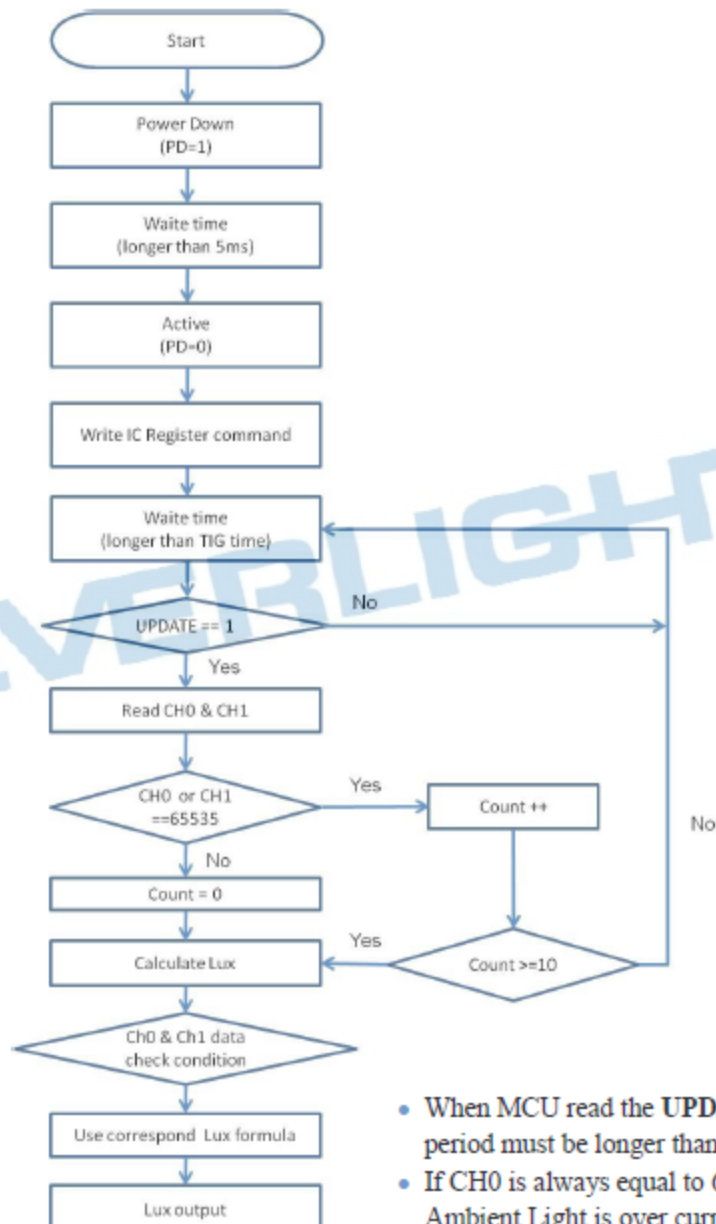 Start
Power Down
(PD=1)
Waite time
(longer than 5ms)
Active
(PD=0)
Write IC Register command
Waite time
(longer than TIG time)
UPDATE == 1
No
Yes
Read CH0 & CH1
CH0 or CH1
==65535
Yes
Count ++
No
No
Count = 0
Calculate Lux
Yes
Count >=10
Ch0 & Ch1 data
check condition
Use correspond Lux formula
Lux output
• When MCU read the UPD
period must be longer than
• If CH0 is always equal to
Ambient Light is over curr
VERLIGH